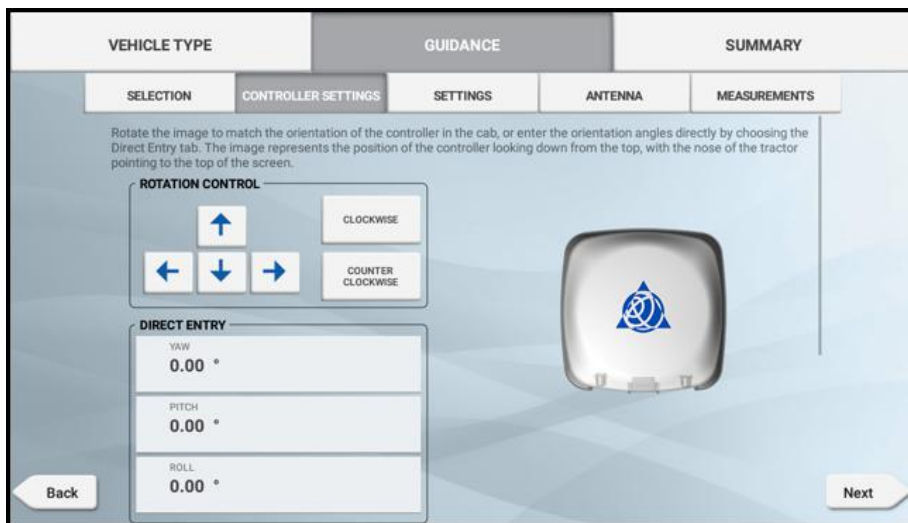 VEHICLE TYPE
GUIDANCE
SUMMARY
SELECTION
CONTROLLER SETTINGS
SETTINGS
ANTENNA
MEASUREMENTS
Rotate the image to match the orientation of the controller in the cab, or enter the orientation angles directly by choosing the
Direct Entry tab. The image represents the position of the controller looking down from the top, with the nose of the tractor
pointing to the top of the screen.
ROTATION CONTROL
CLOCKWISE
COUNTER
CLOCKWISE
DIRECT ENTRY
YAW
0.00 °
PITCH
0.00 °
ROLL
0.00 °
Back
Next